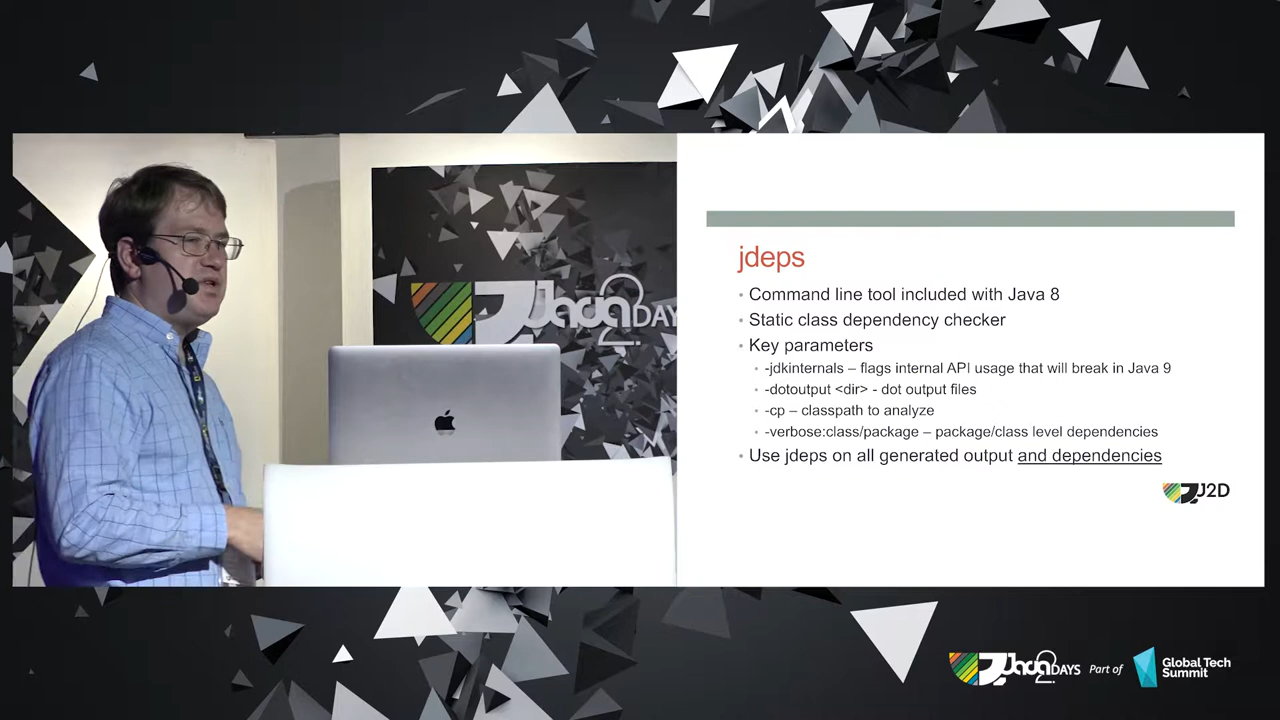 Java2DAYS
jdeps
• Command line tool included with Java 8
• Static class dependency checker
• Key parameters
• -jdkinternals – flags internal API usage that will break in Java 9
• -dotoutput <dir> - dot output files
• -cp – classpath to analyze
• -verbose:class/package – package/class level dependencies
• Use jdeps on all generated output and dependencies
J2D
Java2DAYS Part of Global Tech Summit